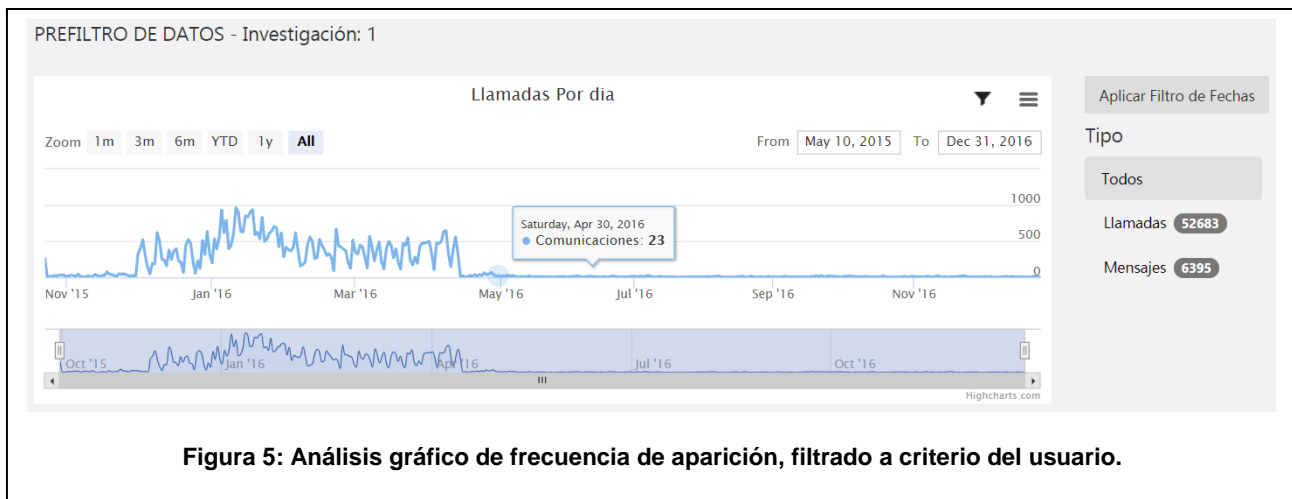 PREFILTRO DE DATOS - Investigación: 1
Llamadas Por dia
Aplicar Filtro de Fechas
Zoom 1m 3m 6m YTD 1y All From May 10, 2015 To Dec 31, 2016
Tipo
Todos
Llamadas 52683
Mensajes 6395
1000
500
0
Saturday, Apr 30, 2016
Comunicaciones: 23
Nov '15 Jan '16 Mar '16 May '16 Jul '16 Sep '16 Nov '16
Oct '15 Jan '16 Apr '16 Jul '16 Oct '16
Highcharts.com
Figura 5: Análisis gráfico de frecuencia de aparición, filtrado a criterio del usuario.